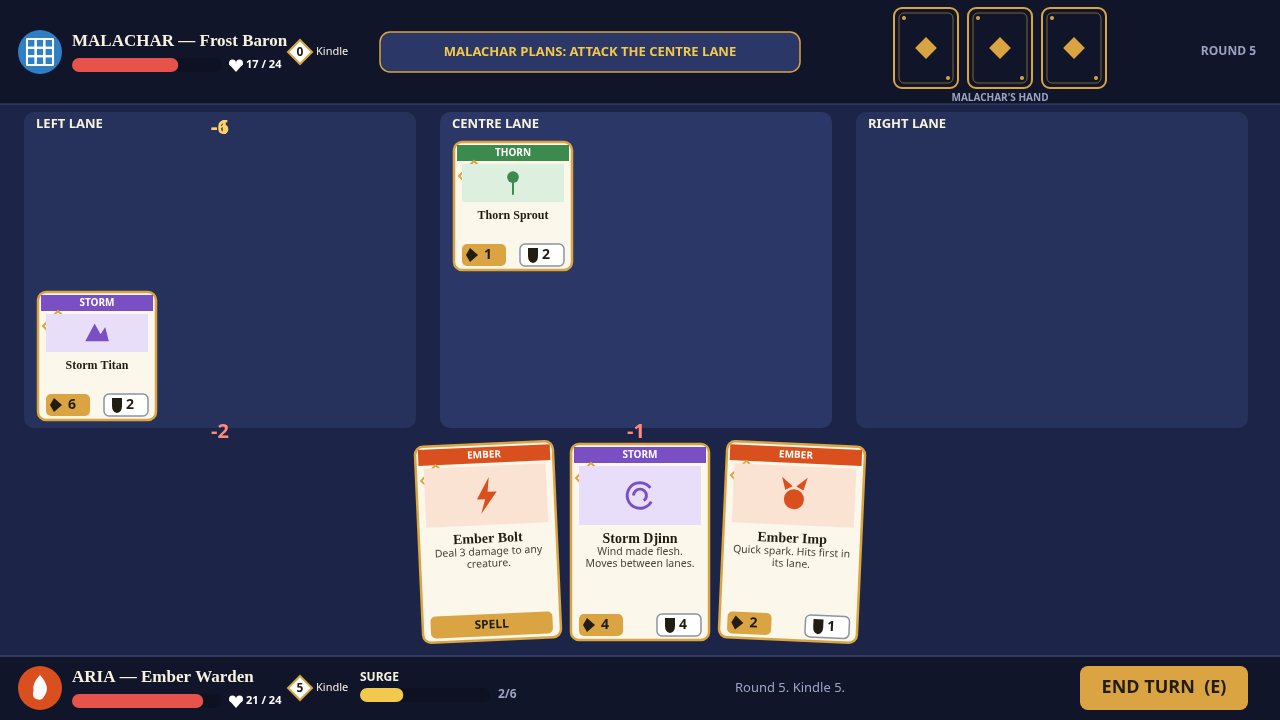 MALACHAR — Frost Baron
17 / 24
0
Kindle
MALACHAR PLANS: ATTACK THE CENTRE LANE
MALACHAR'S HAND
ROUND 5
LEFT LANE
CENTRE LANE
RIGHT LANE
THORN
Thorn Sprout
1
2
STORM
Storm Titan
6
2
-2
-1
EMBER
Ember Bolt
Deal 3 damage to any
creature.
SPELL
STORM
Storm Djinn
Wind made flesh.
Moves between lanes.
4
4
EMBER
Ember Imp
Quick spark. Hits first in
its lane.
2
1
ARIA — Ember Warden
21 / 24
5
Kindle
SURGE
2/6
Round 5. Kindle 5.
END TURN (E)